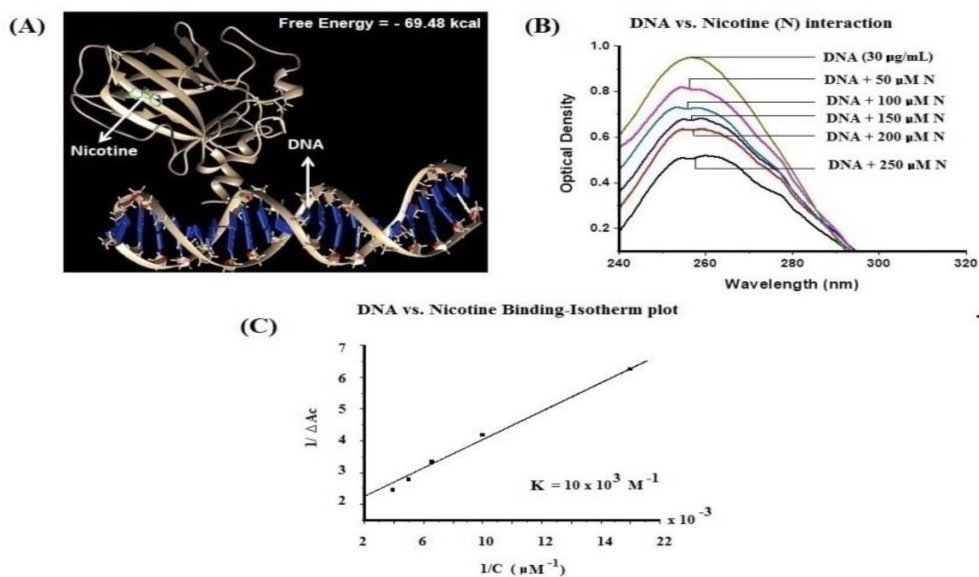 (A)
Free Energy = - 69.48 kcal
Nicotine
DNA
(B)
DNA vs. Nicotine (N) interaction
Optical Density
1.0
0.8
0.6
0.4
0.2
DNA (30 µg/mL)
DNA + 50 µM N
DNA + 100 µM N
DNA + 150 µM N
DNA + 200 µM N
DNA + 250 µM N
240 260 280 300 320
Wavelength (nm)
DNA vs. Nicotine Binding-Isotherm plot
(C)
1/ △Ac
7
6
5
4
3
2
K = 10 x 10³ M⁻¹
x 10⁻³
2 6 10 12 14 22
1/C ( µM⁻¹)